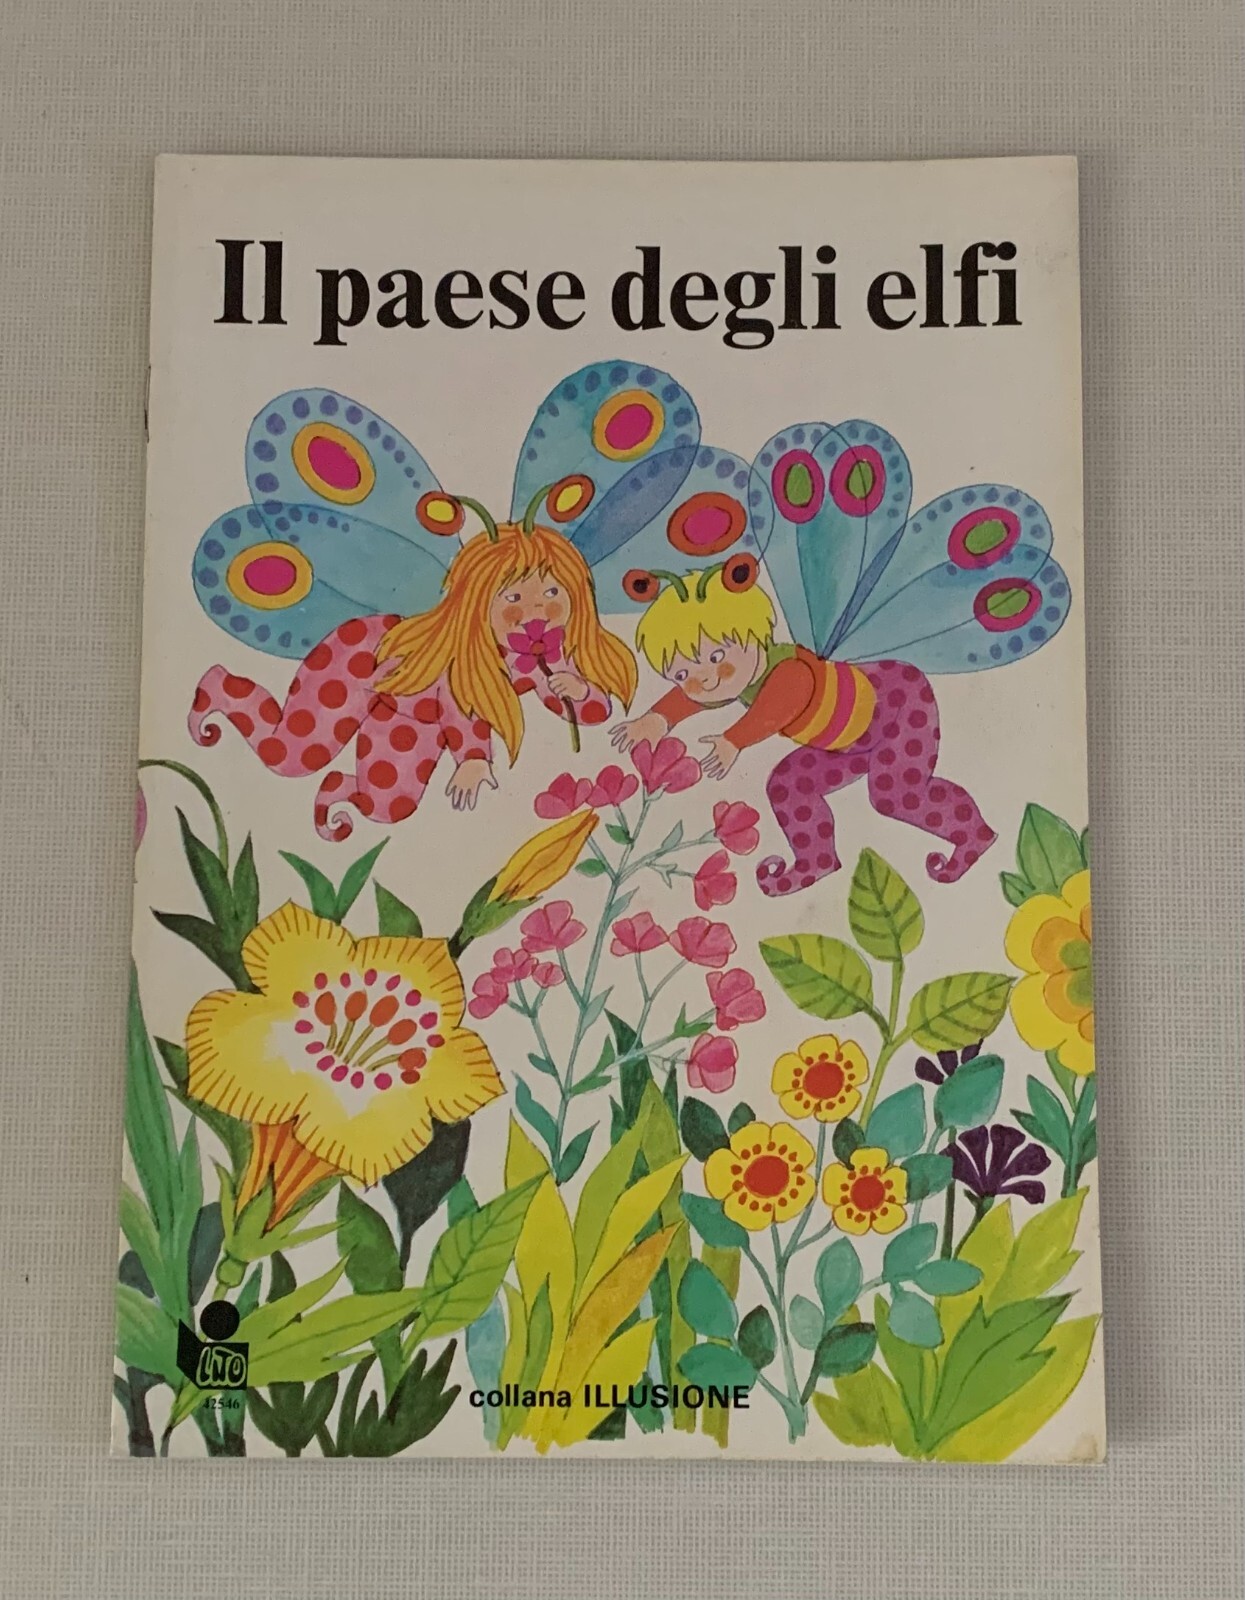 Il paese degli elfi
LITO
42546
collana ILLUSIONE